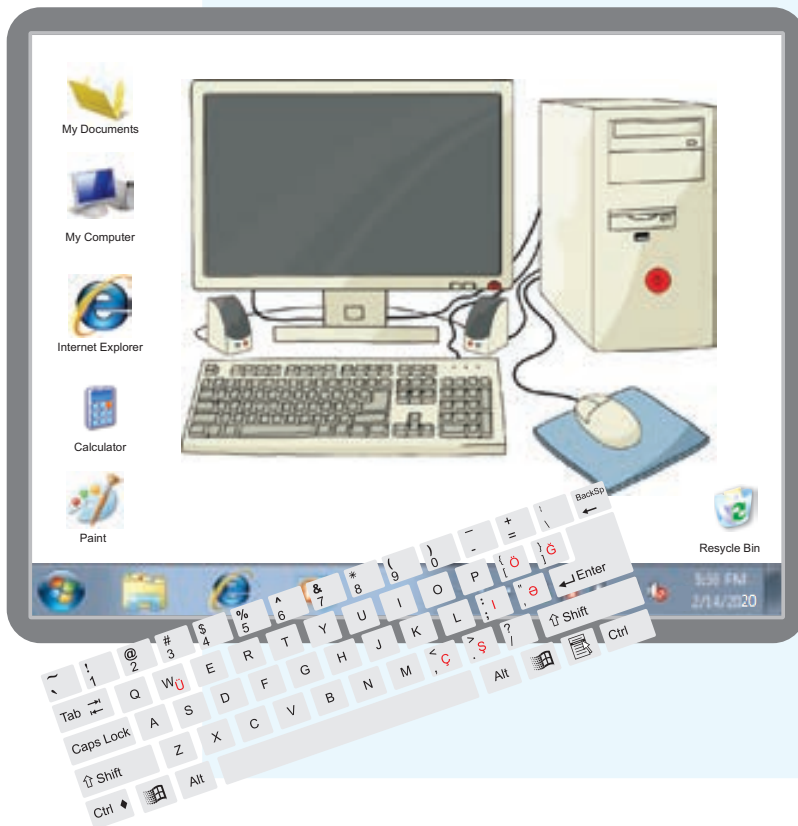 My Documents
My Computer
Internet Explorer
Calculator
Paint
Resycle Bin
2/14/2020
~ ! @ # $ % ^ & * ( ) _ + | BackSp
` 1 2 3 4 5 6 7 8 9 0 - = \ ←
Tab Q W Ü E R T Y U I O P { [ Ö } ] Ğ
Caps Lock A S D F G H J K L : ; I " ' Ə Enter
Shift Z X C V B N M < , Ç > . Ş ? / Shift
Ctrl Alt Alt Ctrl